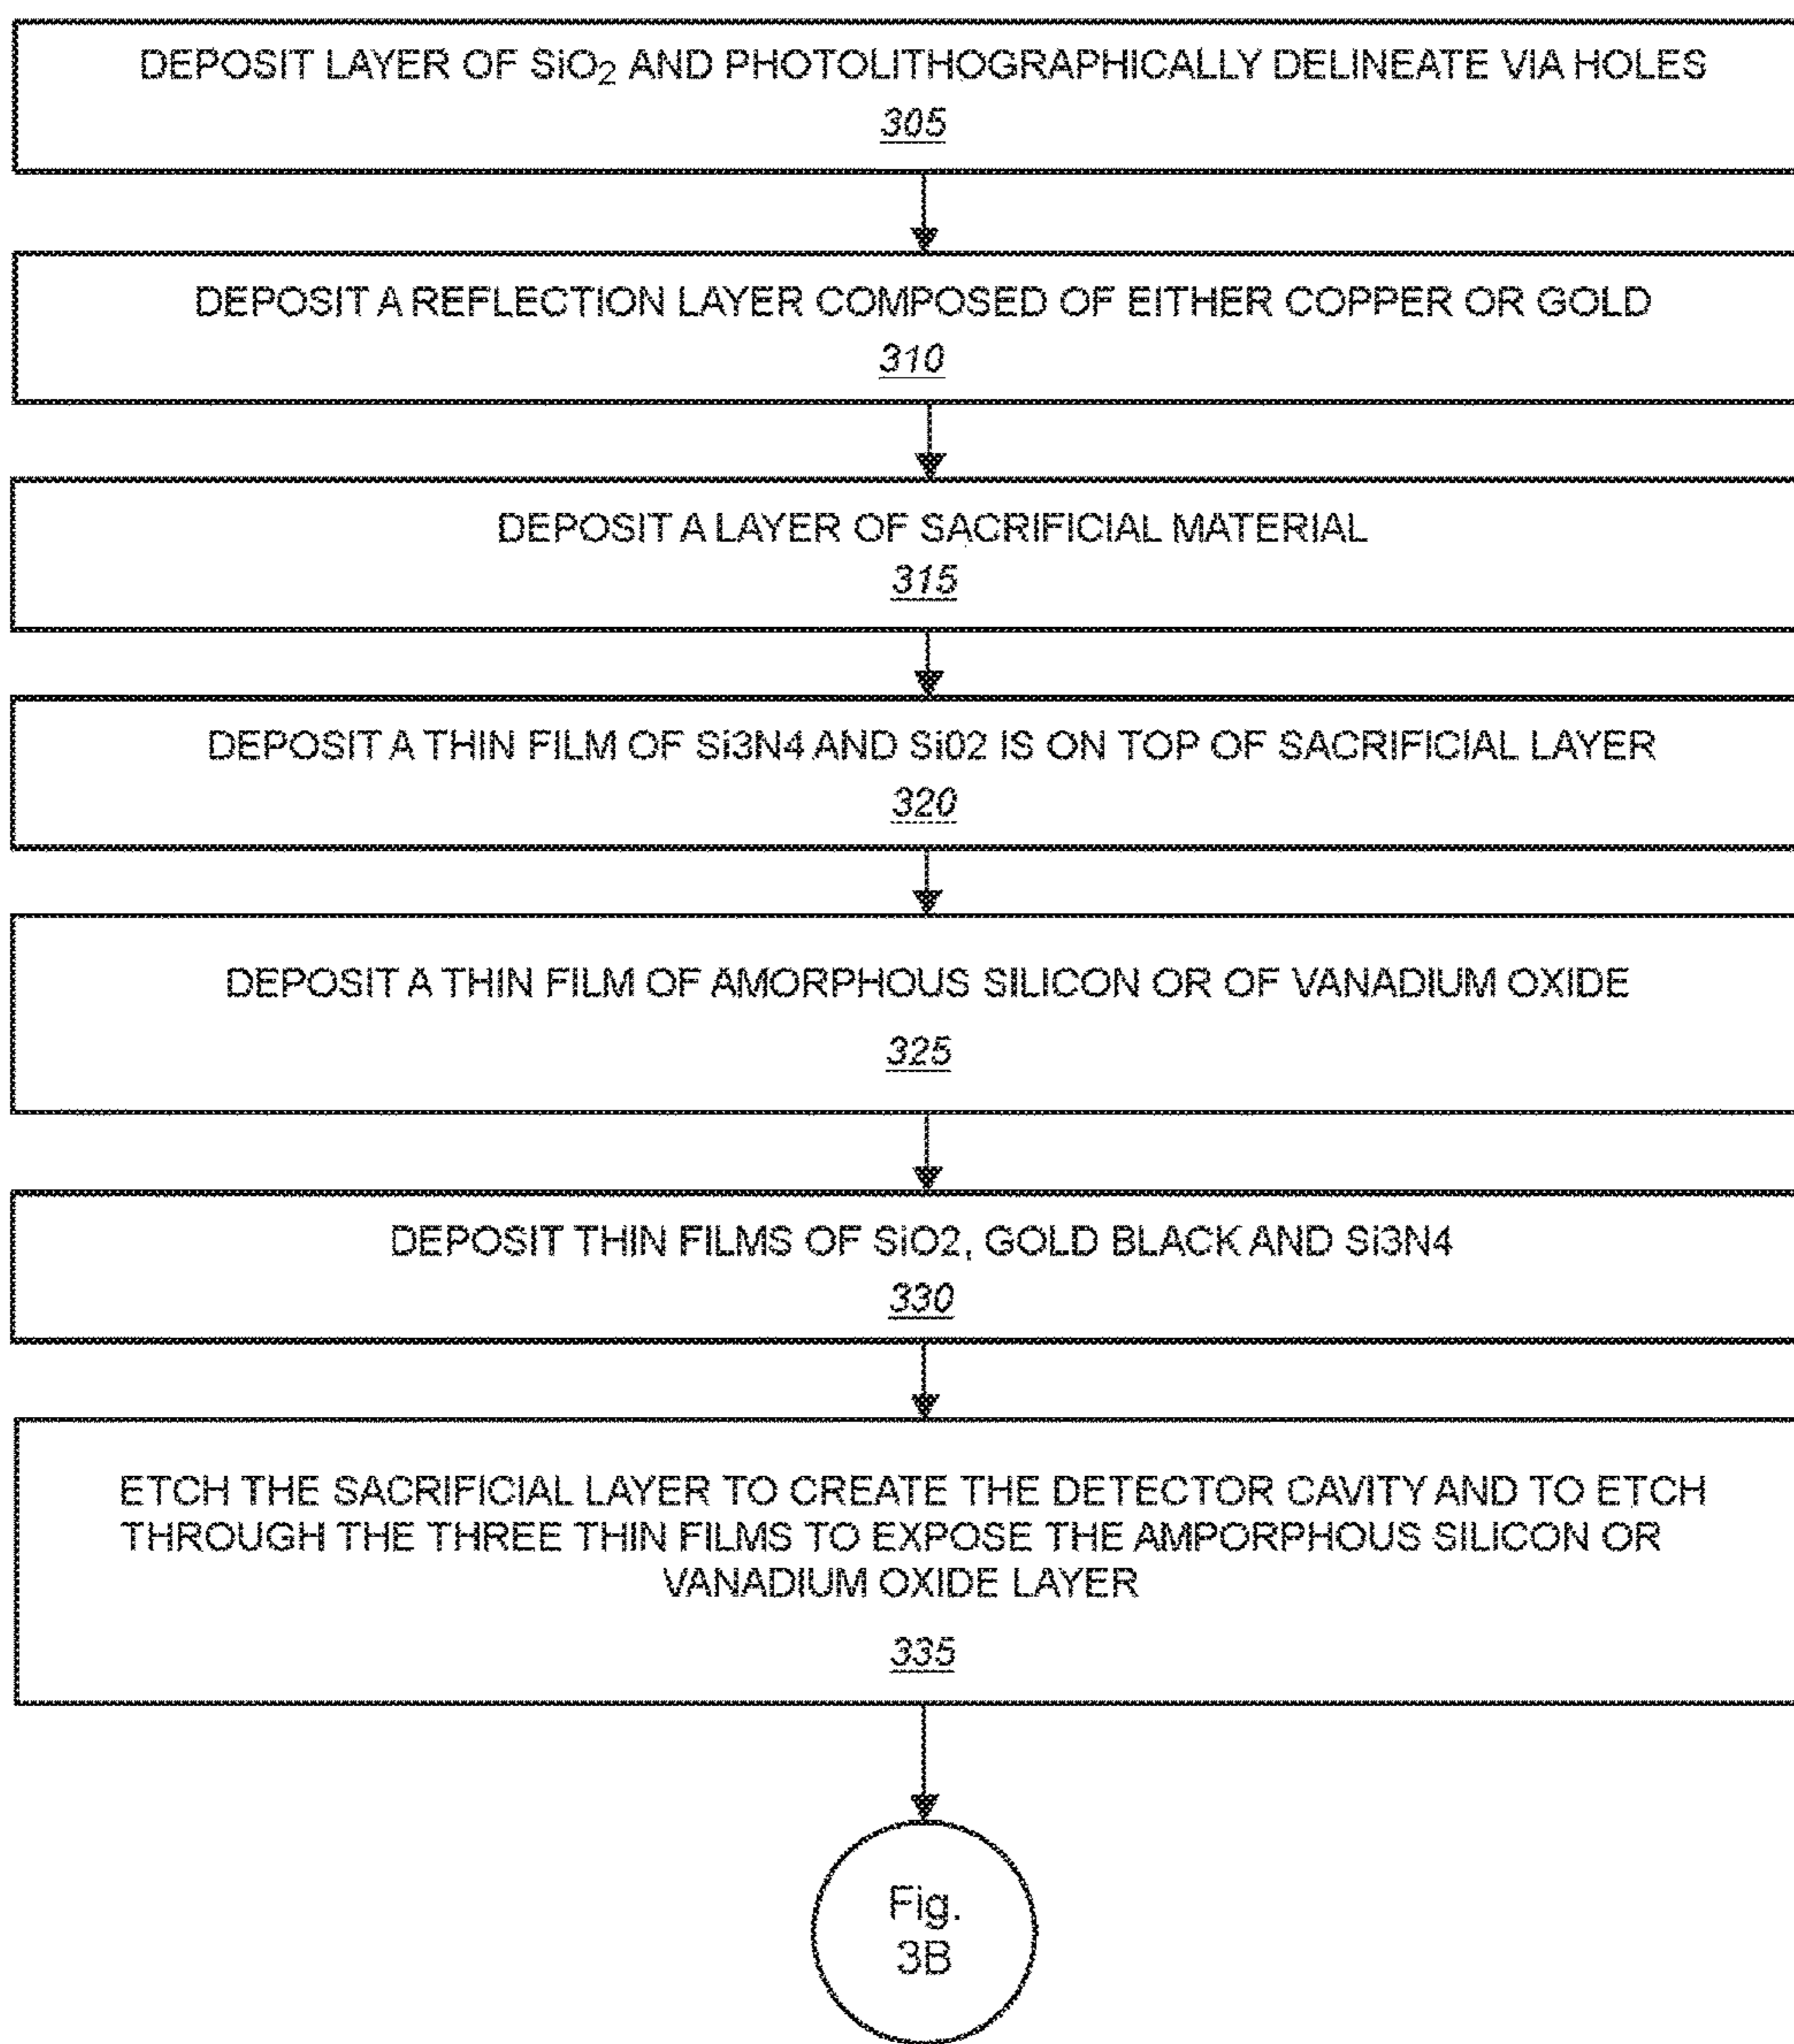 DEPOSIT LAYER OF SiO₂ AND PHOTOLITHOGRAPHICALLY DELINEATE VIA HOLES
305
DEPOSIT A REFLECTION LAYER COMPOSED OF EITHER COPPER OR GOLD
310
DEPOSIT A LAYER OF SACRIFICIAL MATERIAL
315
DEPOSIT A THIN FILM OF Si3N4 AND Si02 IS ON TOP OF SACRIFICIAL LAYER
320
DEPOSIT A THIN FILM OF AMORPHOUS SILICON OR OF VANADIUM OXIDE
325
DEPOSIT THIN FILMS OF SiO2, GOLD BLACK AND Si3N4
330
ETCH THE SACRIFICIAL LAYER TO CREATE THE DETECTOR CAVITY AND TO ETCH
THROUGH THE THREE THIN FILMS TO EXPOSE THE AMPORPHOUS SILICON OR
VANADIUM OXIDE LAYER
335
Fig.
3B